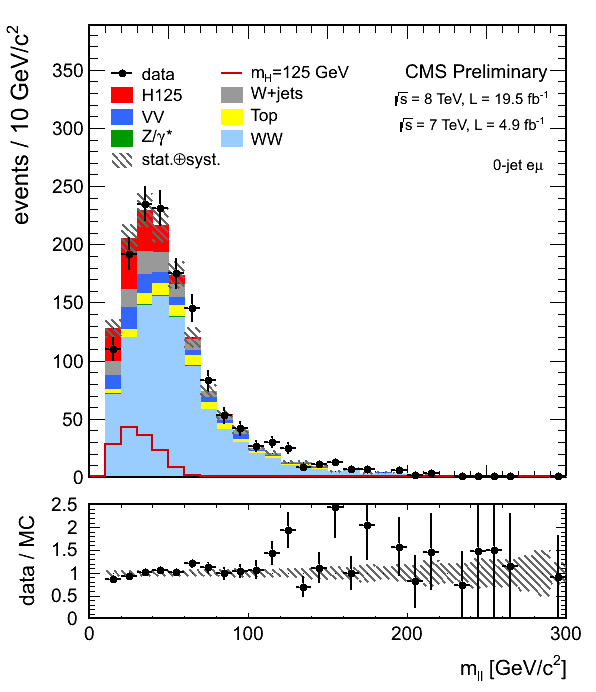 events / 10 GeV/c²
350
300
250
200
150
100
50
0
data
m_H=125 GeV
H125
W+jets
VV
Top
Z/γ*
WW
stat.⊕syst.
CMS Preliminary
√s = 8 TeV, L = 19.5 fb⁻¹
√s = 7 TeV, L = 4.9 fb⁻¹
0-jet eμ
data / MC
2.5
2
1.5
1
0.5
0
0 100 200 300
m_ll [GeV/c²]